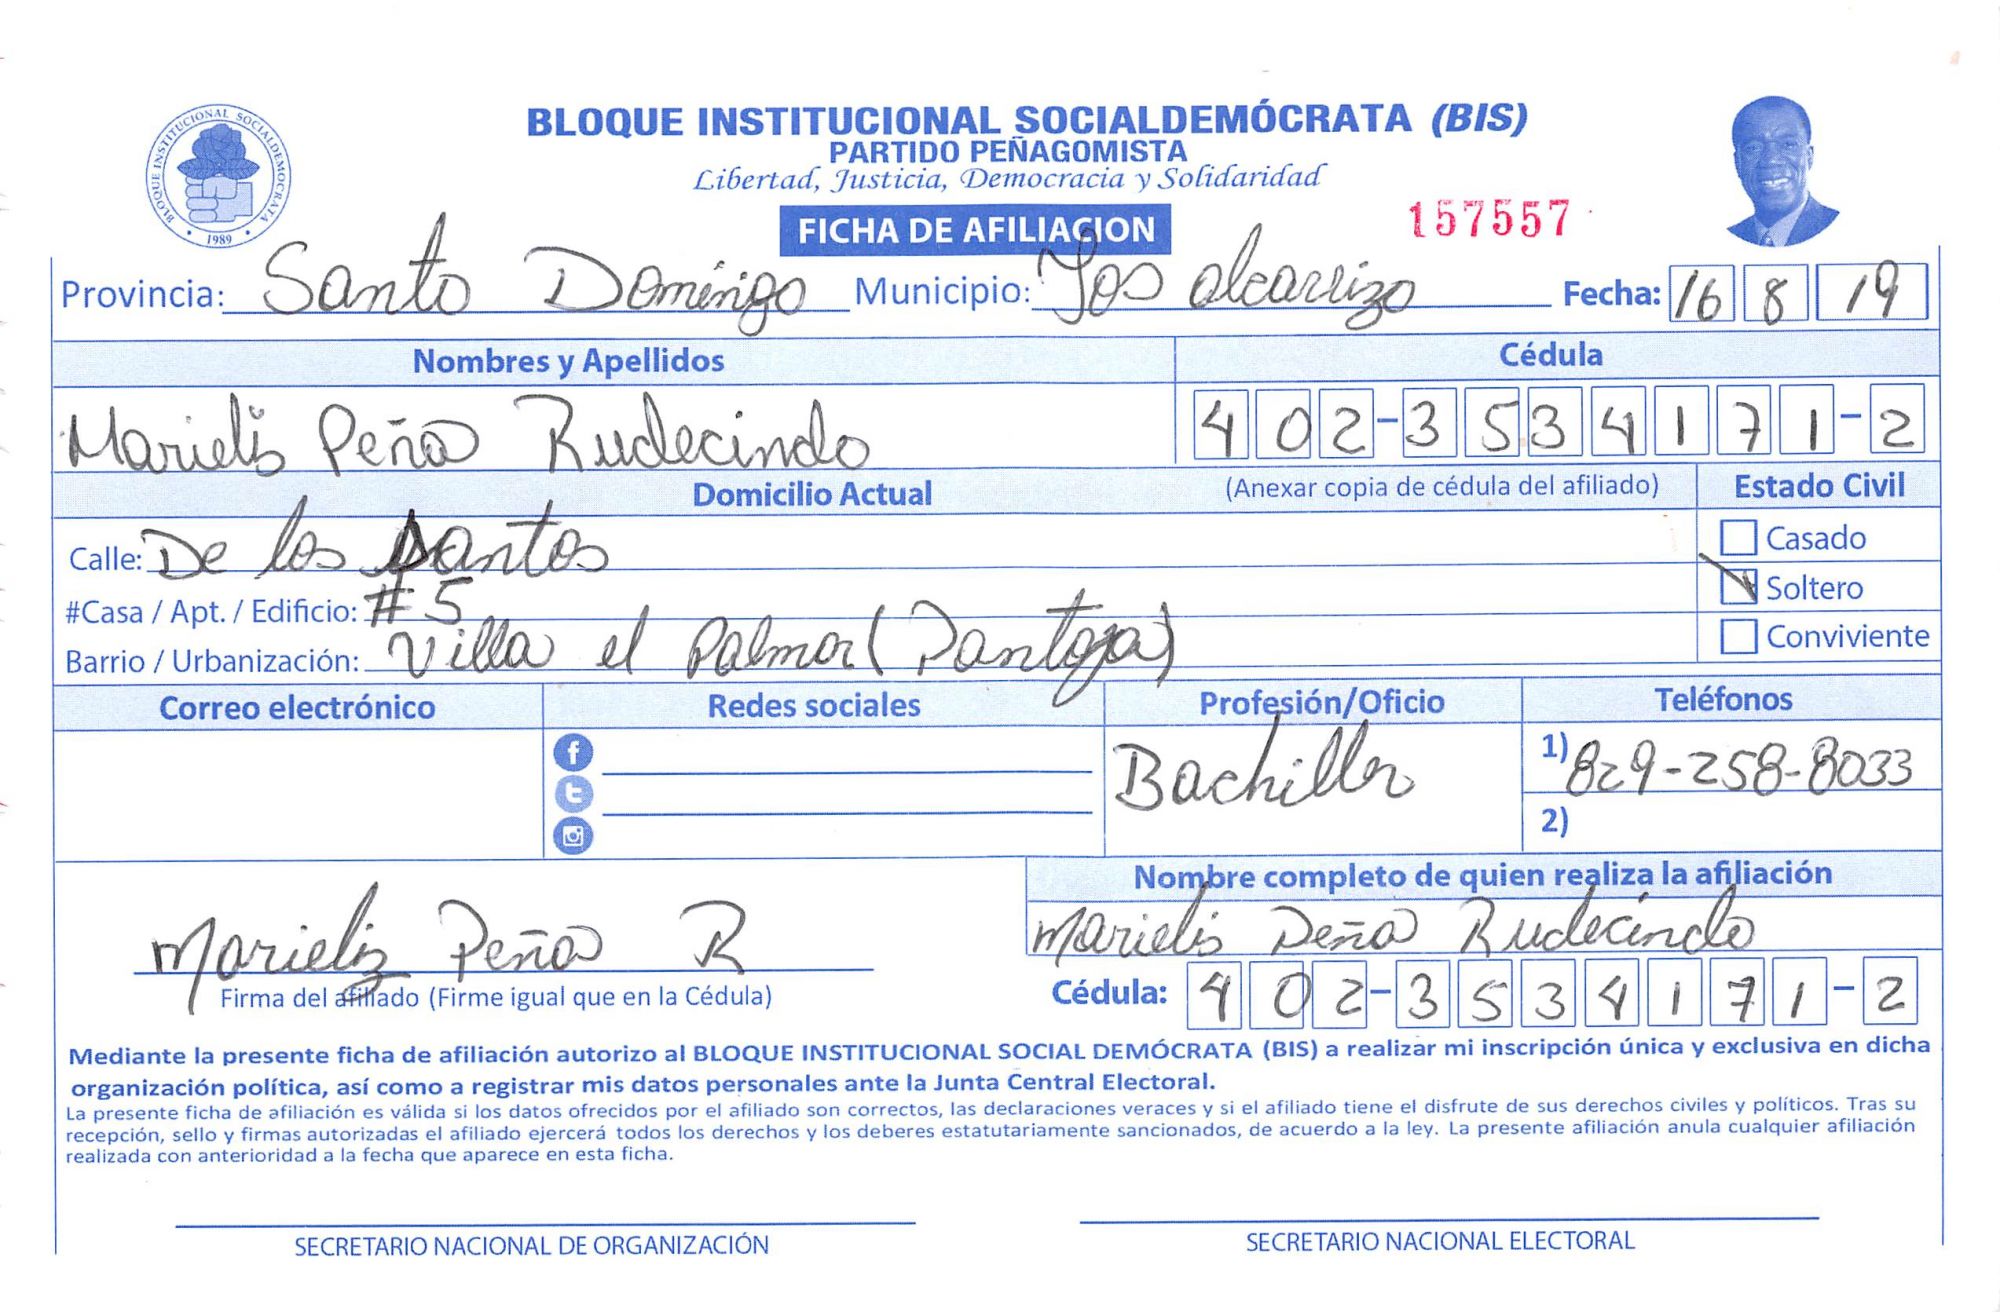 BLOQUE INSTITUCIONAL SOCIALDEMÓCRATA (BIS)
PARTIDO PEÑAGOMISTA
Libertad, Justicia, Democracia y Solidaridad
BLOQUE INSTITUCIONAL SOCIALDEMOCRATA
• 1989 •
FICHA DE AFILIACION
157557
Provincia: Santo Domingo Municipio: Los alcarrizo Fecha: 16 8 19
Nombres y Apellidos Cédula
Marielis Peña Rudecindo 402-3534171-2
Domicilio Actual (Anexar copia de cédula del afiliado) Estado Civil
Calle: De los Santos
Casado
#Casa / Apt. / Edificio: #5
Soltero
Barrio / Urbanización: Villa el Palmar (Pantoja)
Conviviente
Correo electrónico Redes sociales Profesión/Oficio Teléfonos
Bachiller 1) 829-258-8033
2)
Nombre completo de quien realiza la afiliación
Marieliz Peña R Marielis Peña Rudecindo
Firma del afiliado (Firme igual que en la Cédula) Cédula: 402-3534171-2
Mediante la presente ficha de afiliación autorizo al BLOQUE INSTITUCIONAL SOCIAL DEMÓCRATA (BIS) a realizar mi inscripción única y exclusiva en dicha
organización política, así como a registrar mis datos personales ante la Junta Central Electoral.
La presente ficha de afiliación es válida si los datos ofrecidos por el afiliado son correctos, las declaraciones veraces y si el afiliado tiene el disfrute de sus derechos civiles y políticos. Tras su
recepción, sello y firmas autorizadas el afiliado ejercerá todos los derechos y los deberes estatutariamente sancionados, de acuerdo a la ley. La presente afiliación anula cualquier afiliación
realizada con anterioridad a la fecha que aparece en esta ficha.
SECRETARIO NACIONAL DE ORGANIZACIÓN SECRETARIO NACIONAL ELECTORAL